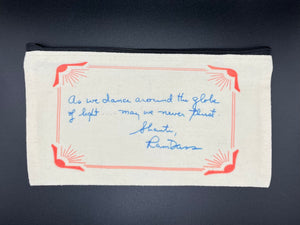 As we dance around the globe
of light.... may we never thirst.
Shanti,
Ram Dass